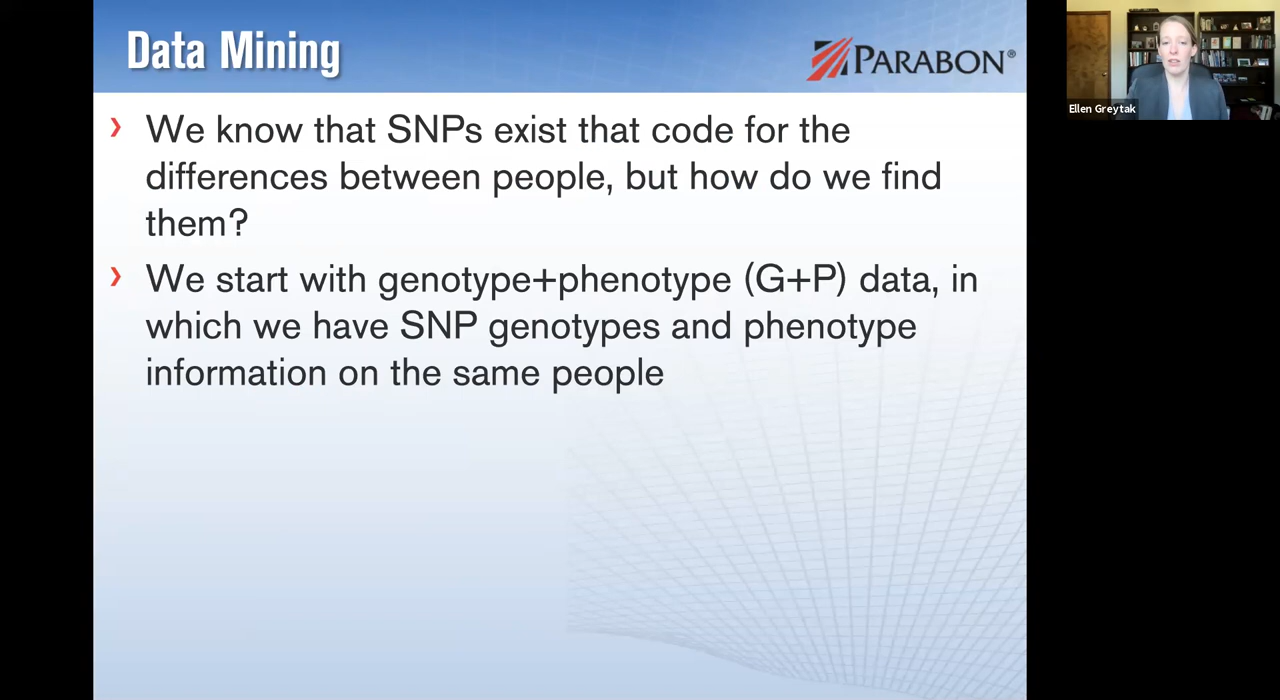 Data Mining
PARABON®
Ellen Greytak
› We know that SNPs exist that code for the
differences between people, but how do we find
them?
› We start with genotype+phenotype (G+P) data, in
which we have SNP genotypes and phenotype
information on the same people